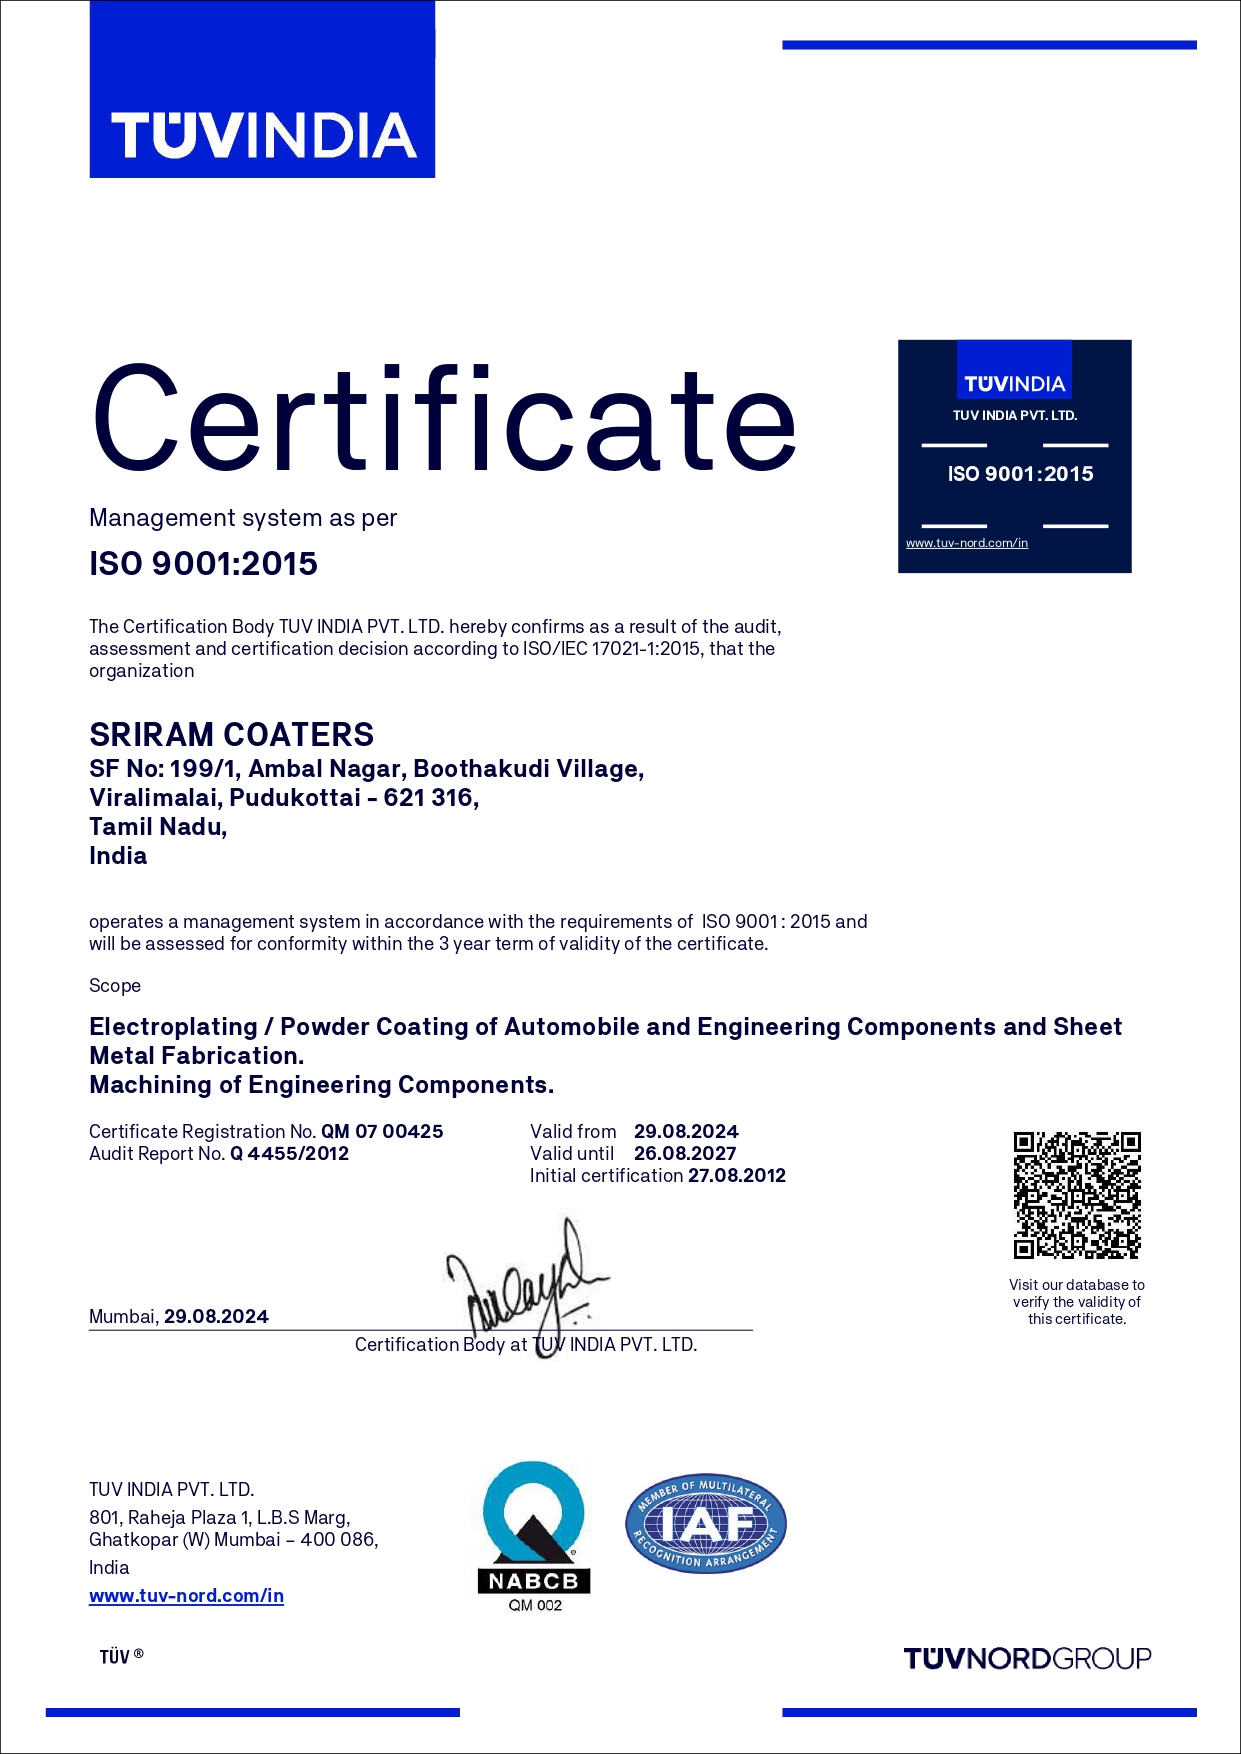 TÜVINDIA
Certificate
TÜVINDIA
TUV INDIA PVT. LTD.
ISO 9001:2015
www.tuv-nord.com/in
Management system as per
ISO 9001:2015
The Certification Body TUV INDIA PVT. LTD. hereby confirms as a result of the audit,
assessment and certification decision according to ISO/IEC 17021-1:2015, that the
organization
SRIRAM COATERS
SF No: 199/1, Ambal Nagar, Boothakudi Village,
Viralimalai, Pudukottai - 621 316,
Tamil Nadu,
India
operates a management system in accordance with the requirements of ISO 9001 : 2015 and
will be assessed for conformity within the 3 year term of validity of the certificate.
Scope
Electroplating / Powder Coating of Automobile and Engineering Components and Sheet
Metal Fabrication.
Machining of Engineering Components.
Certificate Registration No. QM 07 00425
Audit Report No. Q 4455/2012
Valid from 29.08.2024
Valid until 26.08.2027
Initial certification 27.08.2012
Visit our database to
verify the validity of
this certificate.
Mumbai, 29.08.2024
Certification Body at TUV INDIA PVT. LTD.
TUV INDIA PVT. LTD.
801, Raheja Plaza 1, L.B.S Marg,
Ghatkopar (W) Mumbai – 400 086,
India
www.tuv-nord.com/in
NABCB
QM 002
MEMBER OF MULTILATERAL
IAF
RECOGNITION ARRANGEMENT
TÜV ®
TÜVNORDGROUP